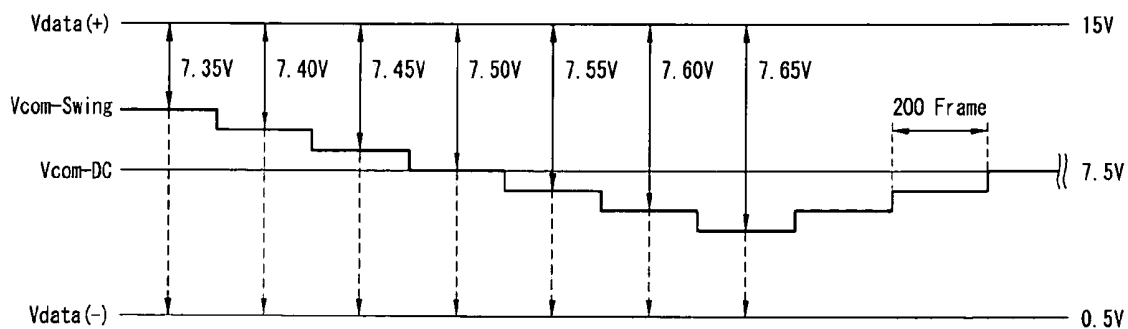 Vdata(+)
15V
7.35V
7.40V
7.45V
7.50V
7.55V
7.60V
7.65V
Vcom-Swing
200 Frame
Vcom-DC
7.5V
Vdata(-)
0.5V